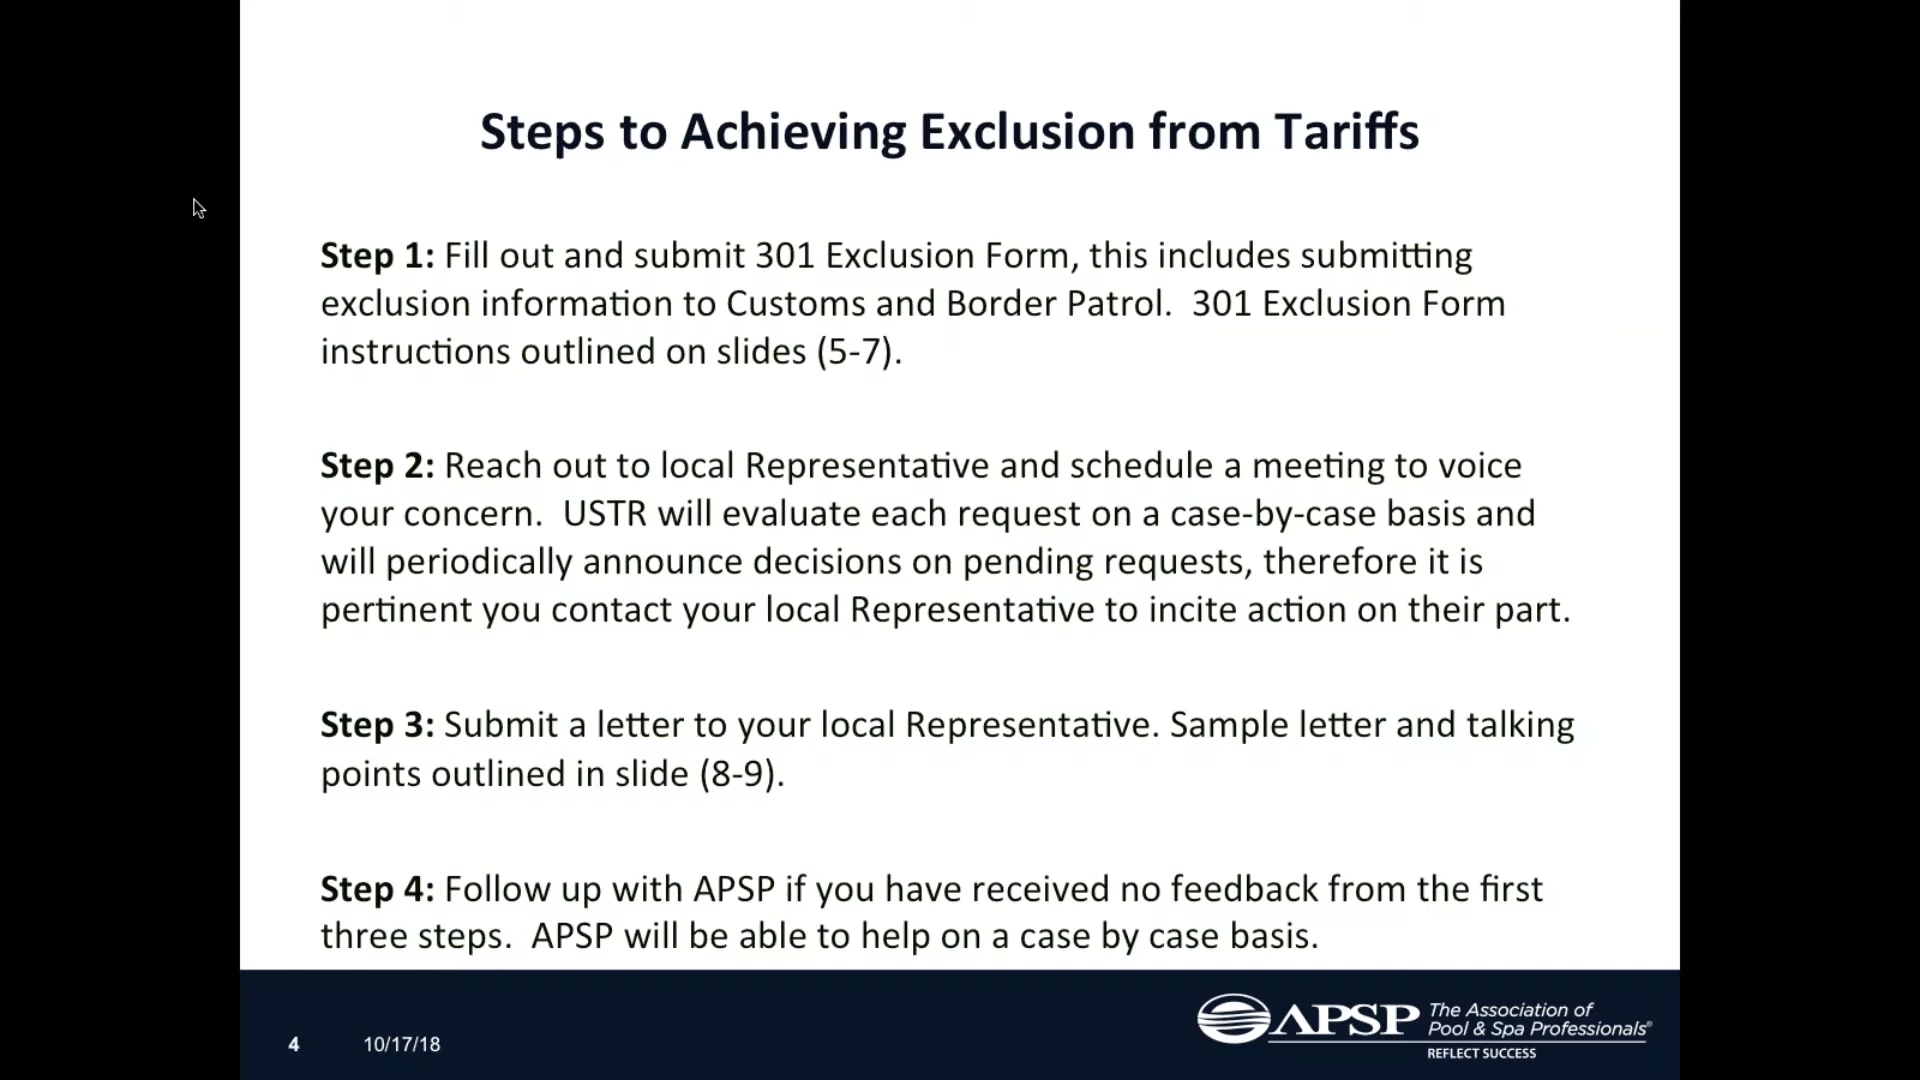 Steps to Achieving Exclusion from Tariffs
Step 1: Fill out and submit 301 Exclusion Form, this includes submitting
exclusion information to Customs and Border Patrol.  301 Exclusion Form
instructions outlined on slides (5-7).
Step 2: Reach out to local Representative and schedule a meeting to voice
your concern.  USTR will evaluate each request on a case-by-case basis and
will periodically announce decisions on pending requests, therefore it is
pertinent you contact your local Representative to incite action on their part.
Step 3: Submit a letter to your local Representative. Sample letter and talking
points outlined in slide (8-9).
Step 4: Follow up with APSP if you have received no feedback from the first
three steps.  APSP will be able to help on a case by case basis.
4 10/17/18
APSP The Association of
Pool & Spa Professionals®
REFLECT SUCCESS